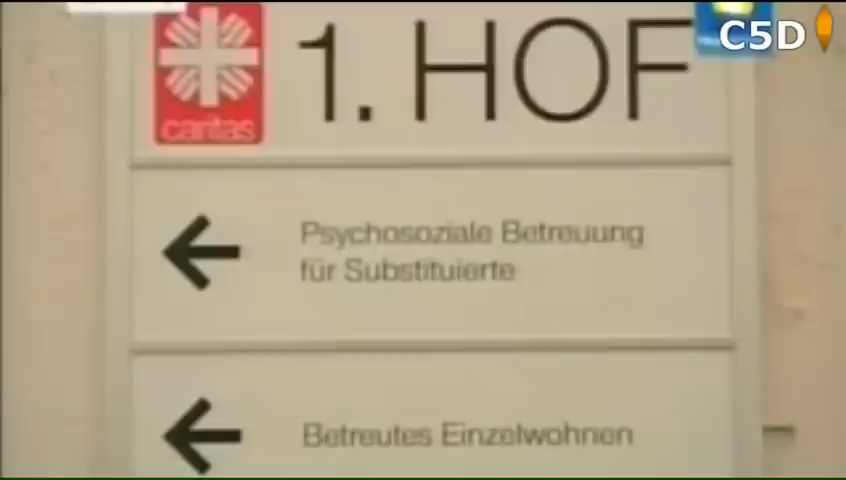 C5D
caritas
1. HOF
Psychosoziale Betreuung
für Substituierte
Betreutes Einzelwohnen